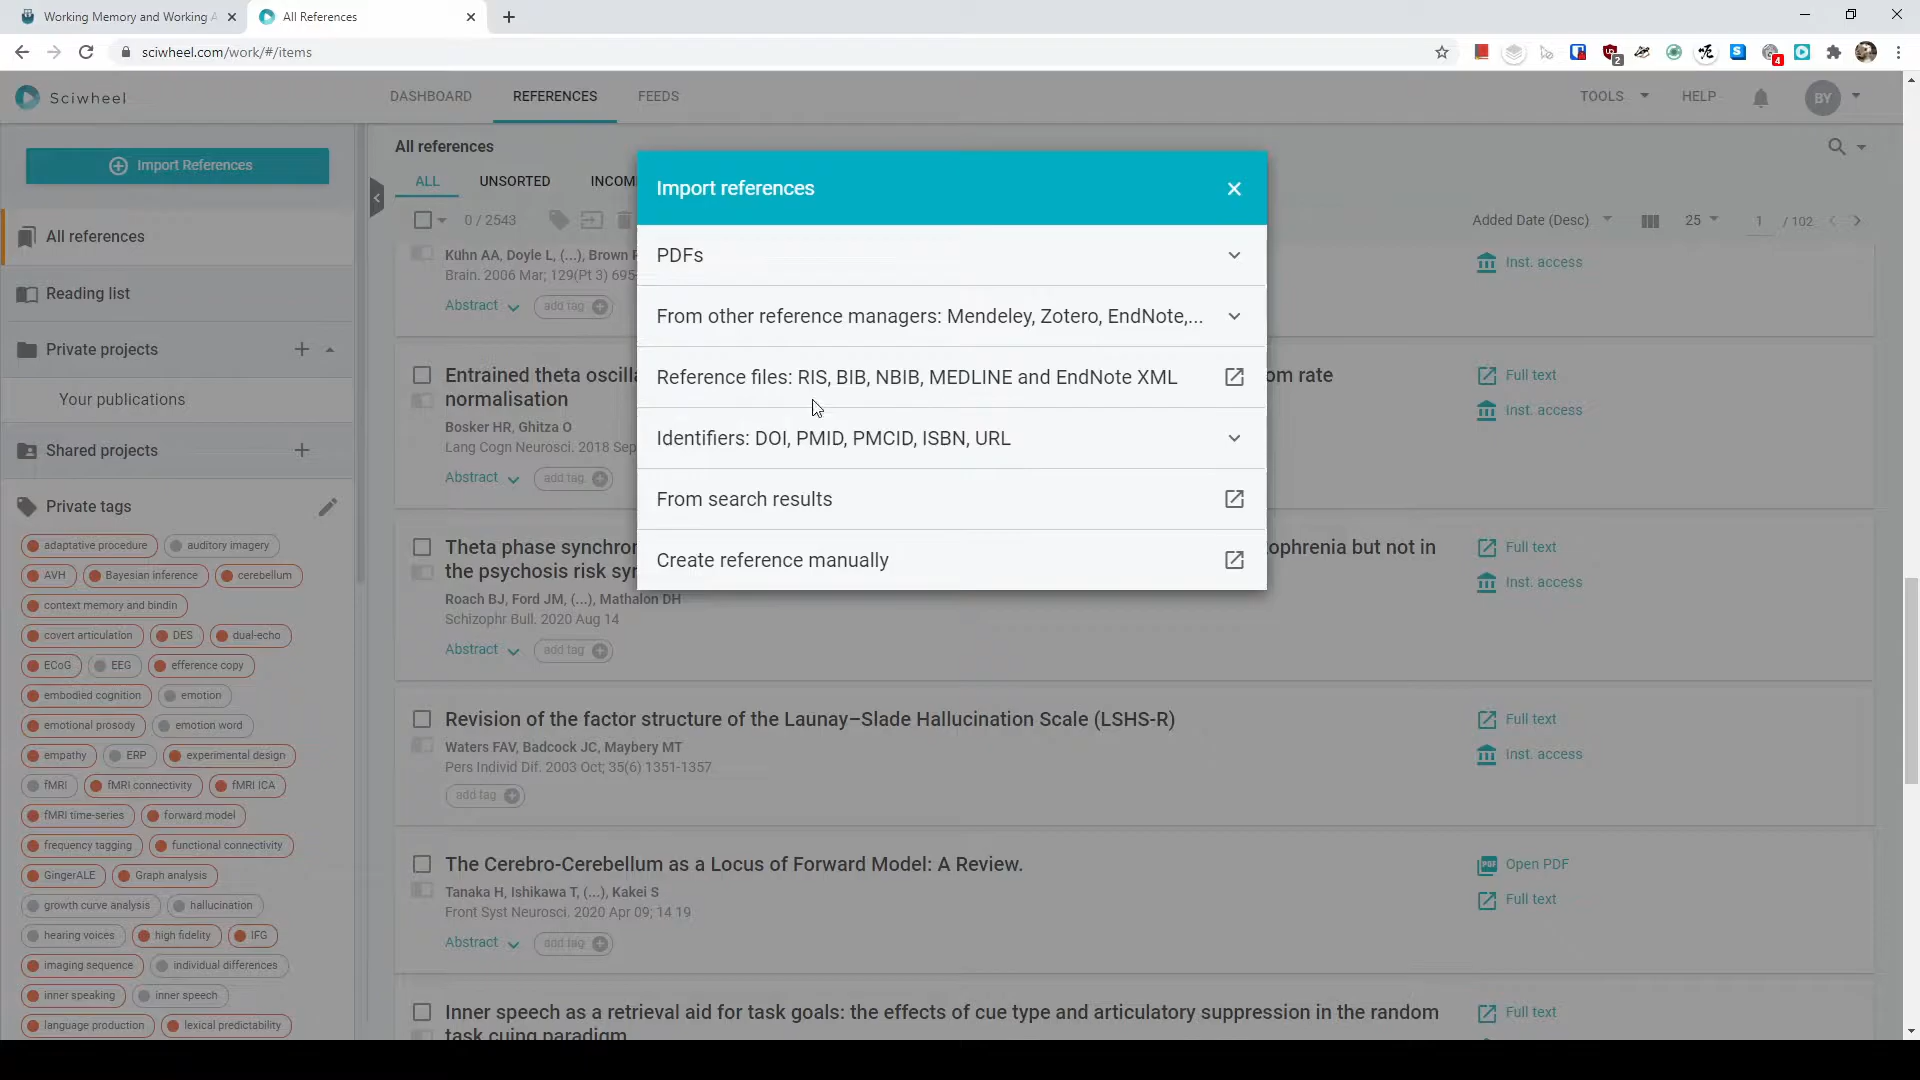 Working Memory and Working A
All References
sciwheel.com/work/#/items
2
4
Sciwheel
DASHBOARD
REFERENCES
FEEDS
TOOLS
HELP
BY
Import References
All references
Reading list
Private projects
Your publications
Shared projects
Private tags
adaptative procedure
auditory imagery
AVH
Bayesian inference
cerebellum
context memory and bindin
covert articulation
DES
dual-echo
ECoG
EEG
efference copy
embodied cognition
emotion
emotional prosody
emotion word
empathy
ERP
experimental design
fMRI
fMRI connectivity
fMRI ICA
fMRI time-series
forward model
frequency tagging
functional connectivity
GingerALE
Graph analysis
growth curve analysis
hallucination
hearing voices
high fidelity
IFG
imaging sequence
individual differences
inner speaking
inner speech
language production
lexical predictability
All references
ALL
UNSORTED
INCOM
0 / 2543
Added Date (Desc)
25
1
/ 102
Kühn AA, Doyle L, (...), Brown P
Brain. 2006 Mar; 129(Pt 3) 695-
Abstract
add tag
Inst. access
Entrained theta oscilla
om rate
normalisation
Bosker HR, Ghitza O
Lang Cogn Neurosci. 2018 Sep
Abstract
add tag
Full text
Inst. access
Theta phase synchron
ophrenia but not in
the psychosis risk sy
Roach BJ, Ford JM, (...), Mathalon DH
Schizophr Bull. 2020 Aug 14
Abstract
add tag
Full text
Inst. access
Revision of the factor structure of the Launay–Slade Hallucination Scale (LSHS-R)
Waters FAV, Badcock JC, Maybery MT
Pers Individ Dif. 2003 Oct; 35(6) 1351-1357
add tag
Full text
Inst. access
The Cerebro-Cerebellum as a Locus of Forward Model: A Review.
Tanaka H, Ishikawa T, (...), Kakei S
Front Syst Neurosci. 2020 Apr 09; 14 19
Abstract
add tag
PDF
Open PDF
Full text
Inner speech as a retrieval aid for task goals: the effects of cue type and articulatory suppression in the random
task cuing paradigm
Full text
Import references
PDFs
From other reference managers: Mendeley, Zotero, EndNote,...
Reference files: RIS, BIB, NBIB, MEDLINE and EndNote XML
Identifiers: DOI, PMID, PMCID, ISBN, URL
From search results
Create reference manually